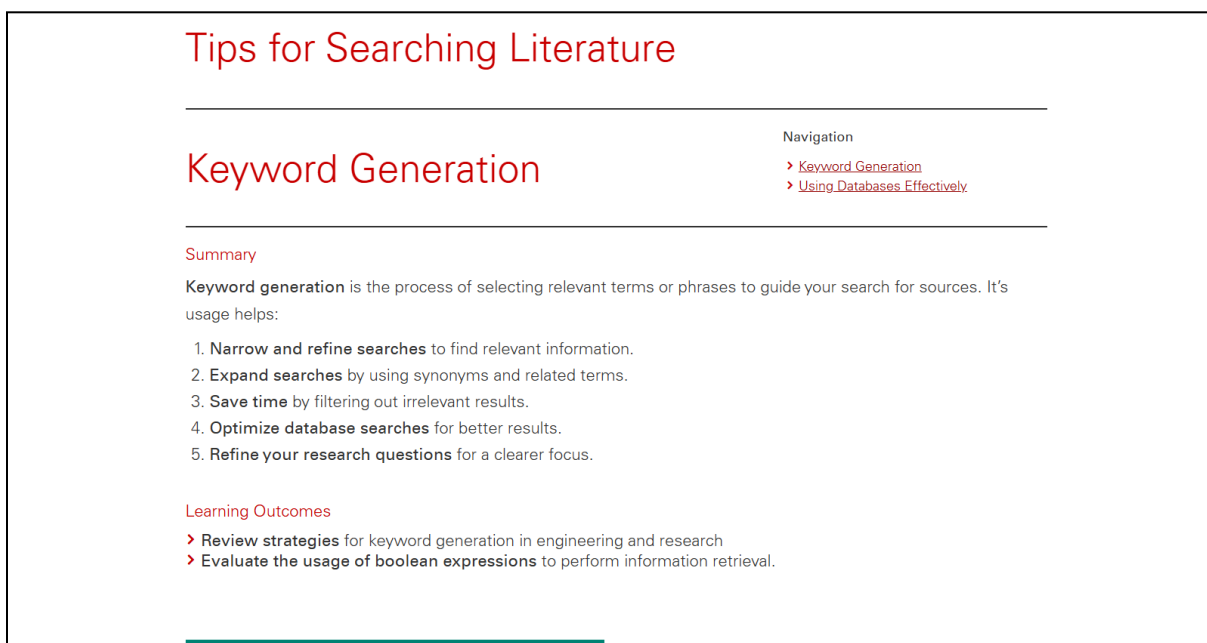 Tips for Searching Literature
Keyword Generation
Navigation
Keyword Generation
Using Databases Effectively
Summary
Keyword generation is the process of selecting relevant terms or phrases to guide your search for sources. It's
usage helps:
1. Narrow and refine searches to find relevant information.
2. Expand searches by using synonyms and related terms.
3. Save time by filtering out irrelevant results.
4. Optimize database searches for better results.
5. Refine your research questions for a clearer focus.
Learning Outcomes
Review strategies for keyword generation in engineering and research
Evaluate the usage of boolean expressions to perform information retrieval.